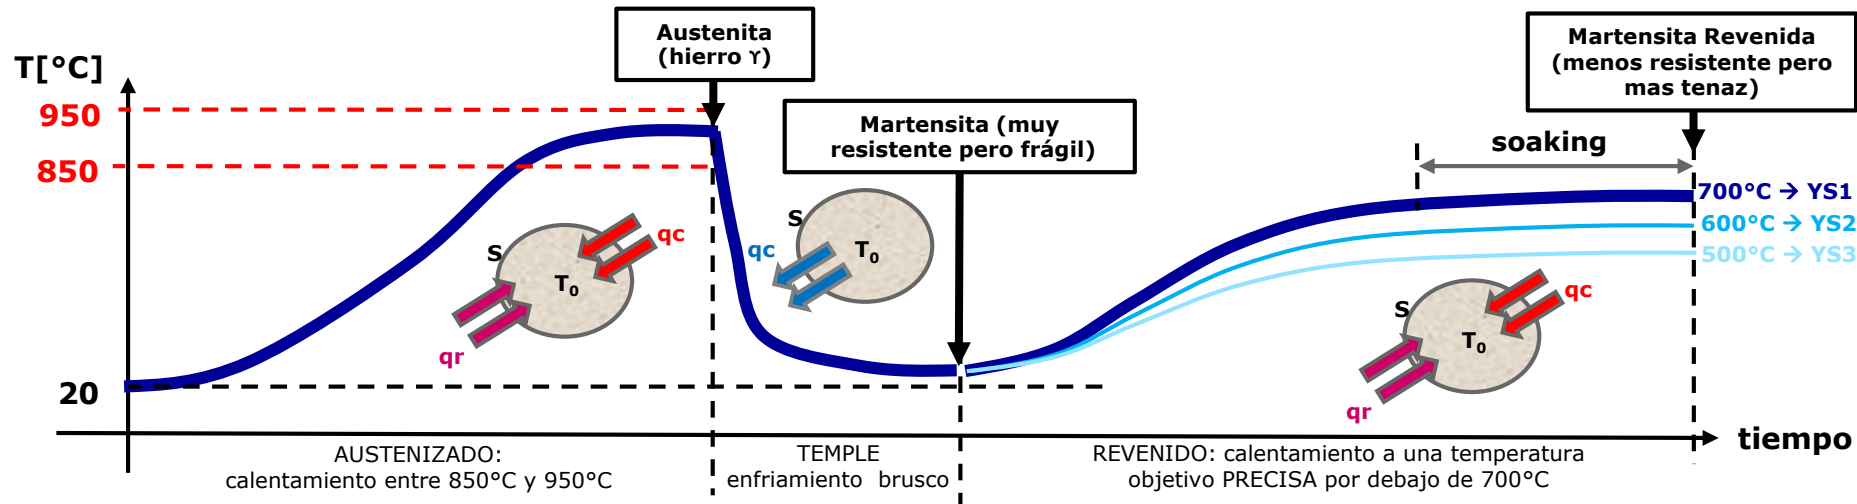 T[°C]
950
850
20
Austenita
(hierro ϒ)
Martensita (muy
resistente pero frágil)
Martensita Revenida
(menos resistente pero
mas tenaz)
soaking
700°C → YS1
600°C → YS2
500°C → YS3
S
T0
qc
qr
S
T0
qc
S
T0
qc
qr
tiempo
AUSTENIZADO:
calentamiento entre 850°C y 950°C
TEMPLE
enfriamiento brusco
REVENIDO: calentamiento a una temperatura
objetivo PRECISA por debajo de 700°C